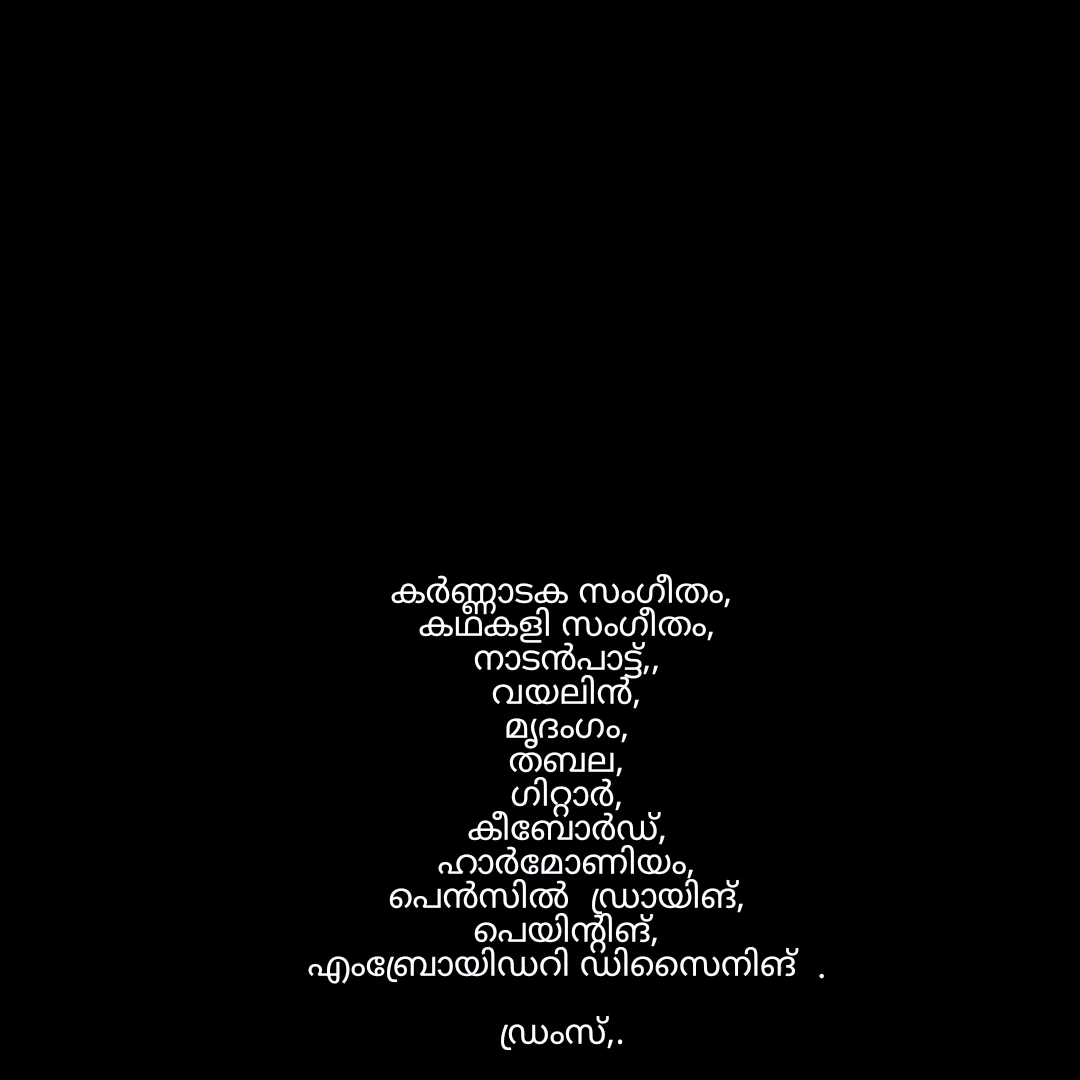 കർണ്ണാടക സംഗീതം,
കഥകളി സംഗീതം,
നാടൻപാട്ട്,,
വയലിൻ,
മൃദംഗം,
തബല,
ഗിറ്റാർ,
കീബോർഡ്,
ഹാർമോണിയം,
പെൻസിൽ  ഡ്രായിങ്,
പെയിന്റിങ്,
എംബ്രോയിഡറി ഡിസൈനിങ്  .
ഡ്രംസ്,.